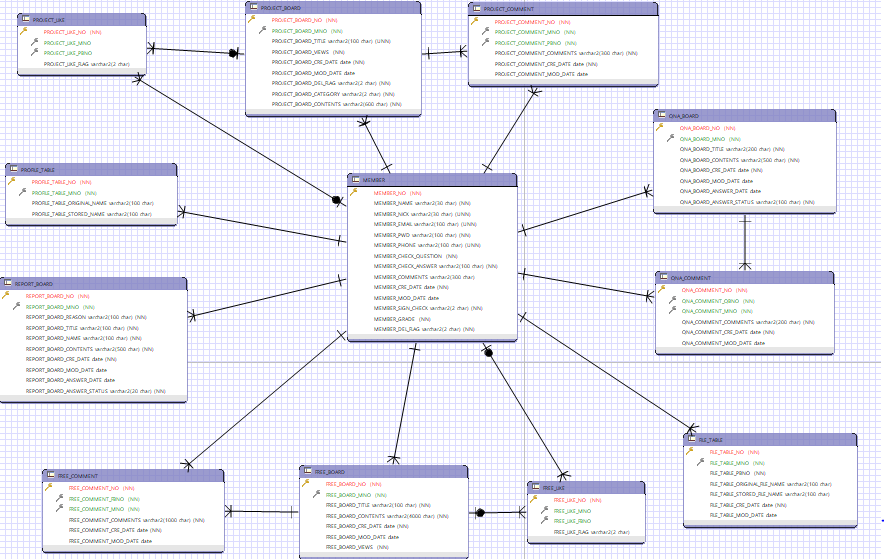 PROJECT_LIKE
PROJECT_LIKE_NO (NN)
PROJECT_LIKE_MNO
PROJECT_LIKE_PBNO
PROJECT_LIKE_FLAG varchar2(2 char)
PROJECT_BOARD
PROJECT_BOARD_NO (NN)
PROJECT_BOARD_MNO (NN)
PROJECT_BOARD_TITLE varchar2(100 char) (UNN)
PROJECT_BOARD_VIEWS (NN)
PROJECT_BOARD_CRE_DATE date (NN)
PROJECT_BOARD_MOD_DATE date
PROJECT_BOARD_DEL_FLAG varchar2(2 char) (NN)
PROJECT_BOARD_CATEGORY varchar2(2 char) (NN)
PROJECT_BOARD_CONTENTS varchar2(600 char) (NN)
PROJECT_COMMENT
PROJECT_COMMENT_NO (NN)
PROJECT_COMMENT_MNO (NN)
PROJECT_COMMENT_PBNO (NN)
PROJECT_COMMENT_COMMENTS varchar2(300 char) (NN)
PROJECT_COMMENT_CRE_DATE date (NN)
PROJECT_COMMENT_MOD_DATE date
QNA_BOARD
QNA_BOARD_NO (NN)
QNA_BOARD_MNO (NN)
QNA_BOARD_TITLE varchar2(200 char) (NN)
QNA_BOARD_CONTENTS varchar2(500 char) (NN)
QNA_BOARD_CRE_DATE date (NN)
QNA_BOARD_MOD_DATE date
QNA_BOARD_ANSWER_DATE date
QNA_BOARD_ANSWER_STATUS varchar2(100 char) (NN)
PROFILE_TABLE
PROFILE_TABLE_NO (NN)
PROFILE_TABLE_MNO (NN)
PROFILE_TABLE_ORIGINAL_NAME varchar2(100 char)
PROFILE_TABLE_STORED_NAME varchar2(100 char)
MEMBER
MEMBER_NO (NN)
MEMBER_NAME varchar2(30 char) (NN)
MEMBER_NICK varchar2(30 char) (UNN)
MEMBER_EMAIL varchar2(100 char) (UNN)
MEMBER_PWD varchar2(100 char) (NN)
MEMBER_PHONE varchar2(100 char) (UNN)
MEMBER_CHECK_QUESTION (NN)
MEMBER_CHECK_ANSWER varchar2(100 char) (NN)
MEMBER_COMMENTS varchar2(300 char)
MEMBER_CRE_DATE date (NN)
MEMBER_MOD_DATE date
MEMBER_SIGN_CHECK varchar2(2 char) (NN)
MEMBER_GRADE (NN)
MEMBER_DEL_FLAG varchar2(2 char) (NN)
REPORT_BOARD
REPORT_BOARD_NO (NN)
REPORT_BOARD_MNO (NN)
REPORT_BOARD_REASON varchar2(100 char) (NN)
REPORT_BOARD_TITLE varchar2(100 char) (NN)
REPORT_BOARD_NAME varchar2(100 char) (NN)
REPORT_BOARD_CONTENTS varchar2(500 char) (NN)
REPORT_BOARD_CRE_DATE date (NN)
REPORT_BOARD_MOD_DATE date
REPORT_BOARD_ANSWER_DATE date
REPORT_BOARD_ANSWER_STATUS varchar2(20 char) (NN)
QNA_COMMENT
QNA_COMMENT_NO (NN)
QNA_COMMENT_QBNO (NN)
QNA_COMMENT_MNO (NN)
QNA_COMMENT_COMMENTS varchar2(200 char) (NN)
QNA_COMMENT_CRE_DATE date (NN)
QNA_COMMENT_MOD_DATE date
FILE_TABLE
FILE_TABLE_NO (NN)
FILE_TABLE_MNO (NN)
FILE_TABLE_PBNO (NN)
FILE_TABLE_ORIGINAL_FILE_NAME varchar2(100 char)
FILE_TABLE_STORED_FILE_NAME varchar2(100 char)
FILE_TABLE_CRE_DATE date (NN)
FILE_TABLE_MOD_DATE date
FREE_COMMENT
FREE_COMMENT_NO (NN)
FREE_COMMENT_FBNO (NN)
FREE_COMMENT_MNO (NN)
FREE_COMMENT_COMMENTS varchar2(1000 char) (NN)
FREE_COMMENT_CRE_DATE date (NN)
FREE_COMMENT_MOD_DATE date
FREE_BOARD
FREE_BOARD_NO (NN)
FREE_BOARD_MNO (NN)
FREE_BOARD_TITLE varchar2(100 char) (NN)
FREE_BOARD_CONTENTS varchar2(4000 char) (NN)
FREE_BOARD_CRE_DATE date (NN)
FREE_BOARD_MOD_DATE date
FREE_BOARD_VIEWS (NN)
FREE_LIKE
FREE_LIKE_NO (NN)
FREE_LIKE_MNO
FREE_LIKE_FBNO
FREE_LIKE_FLAG varchar2(2 char)